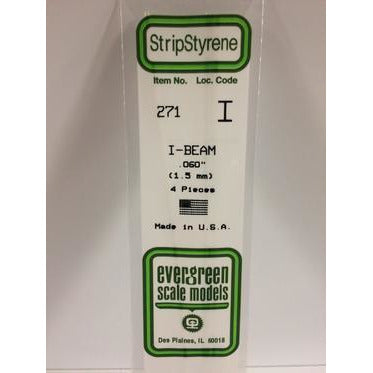 StripStyrene
Item No. Loc. Code
271 I
I-BEAM
.060"
(1.5 mm)
4 Pieces
Made in U.S.A.
evergreen
scale models
Des Plaines, IL 60018